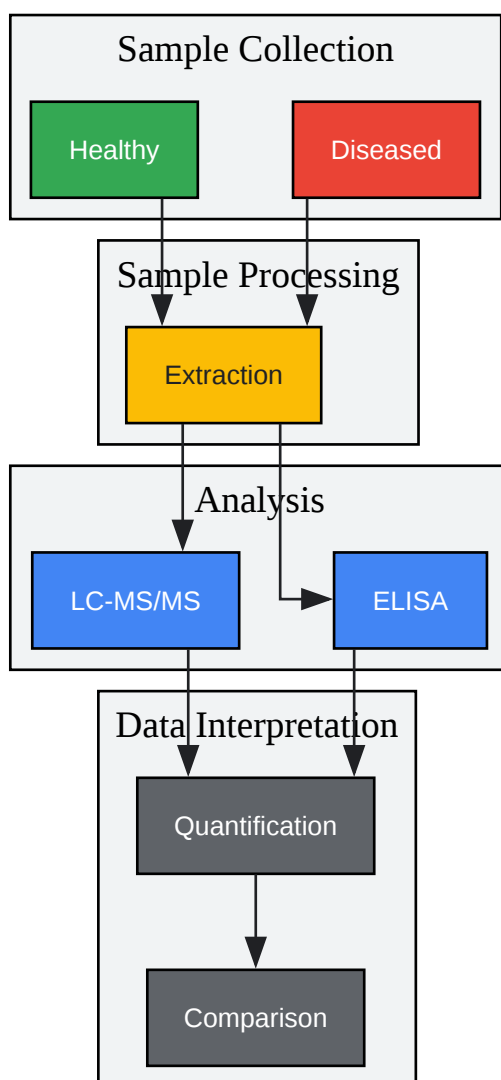 Sample Collection
Healthy
Diseased
Sample Processing
Extraction
Analysis
LC-MS/MS
ELISA
Data Interpretation
Quantification
Comparison